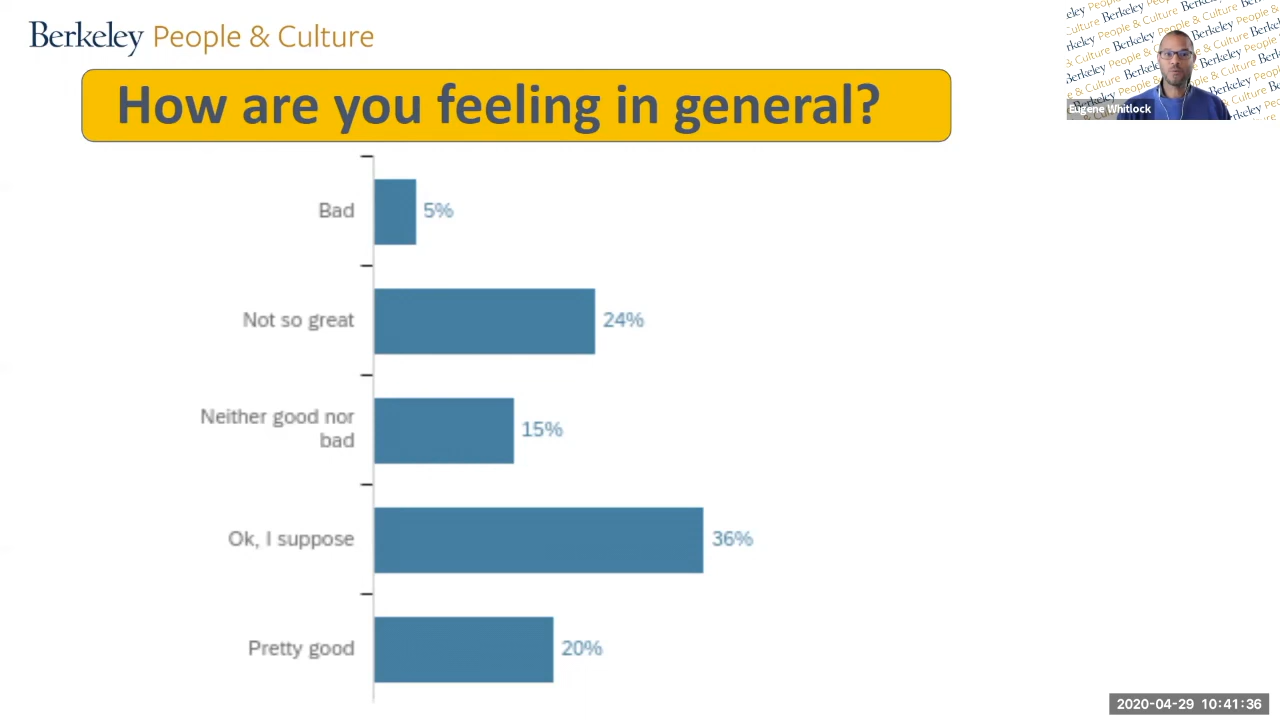 Berkeley People & Culture
How are you feeling in general?
Bad
5%
Not so great
24%
Neither good nor
bad
15%
Ok, I suppose
36%
Pretty good
20%
Eugene Whitlock
2020-04-29 10:41:36